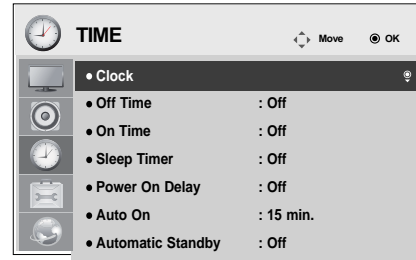 TIME Move OK
● Clock
● Off Time : Off
● On Time : Off
● Sleep Timer : Off
● Power On Delay : Off
● Auto On : 15 min.
● Automatic Standby : Off